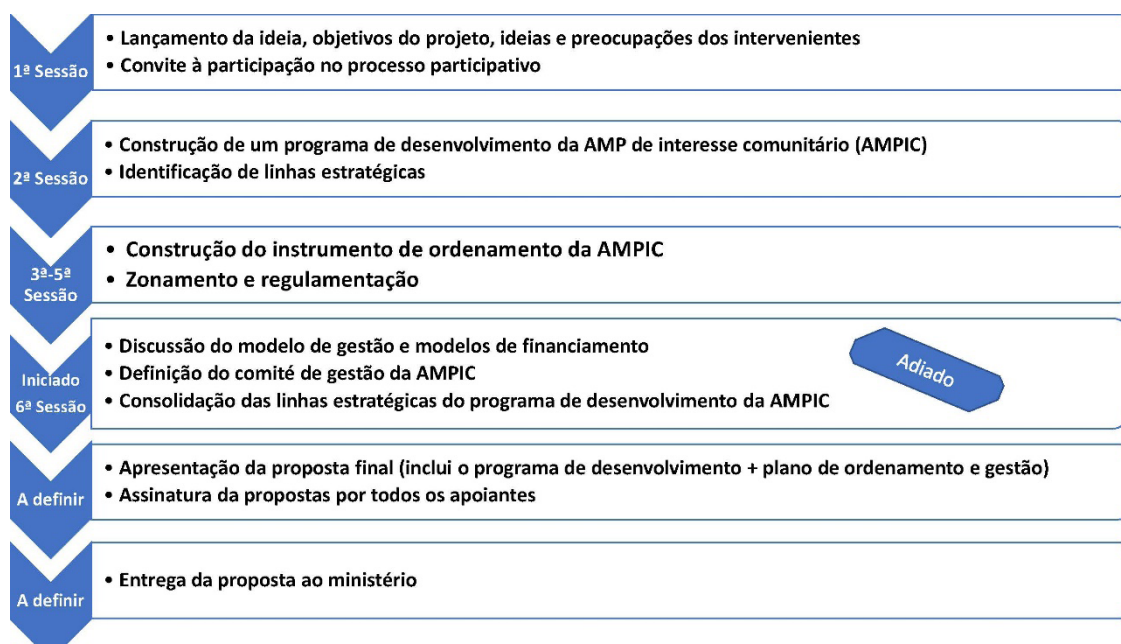 1ª Sessão
• Lançamento da ideia, objetivos do projeto, ideias e preocupações dos intervenientes
• Convite à participação no processo participativo
2ª Sessão
• Construção de um programa de desenvolvimento da AMP de interesse comunitário (AMPIC)
• Identificação de linhas estratégicas
3ª-5ª
Sessão
• Construção do instrumento de ordenamento da AMPIC
• Zonamento e regulamentação
Iniciado
6ª Sessão
• Discussão do modelo de gestão e modelos de financiamento
• Definição do comité de gestão da AMPIC
• Consolidação das linhas estratégicas do programa de desenvolvimento da AMPIC
Adiado
A definir
• Apresentação da proposta final (inclui o programa de desenvolvimento + plano de ordenamento e gestão)
• Assinatura da propostas por todos os apoiantes
A definir
• Entrega da proposta ao ministério